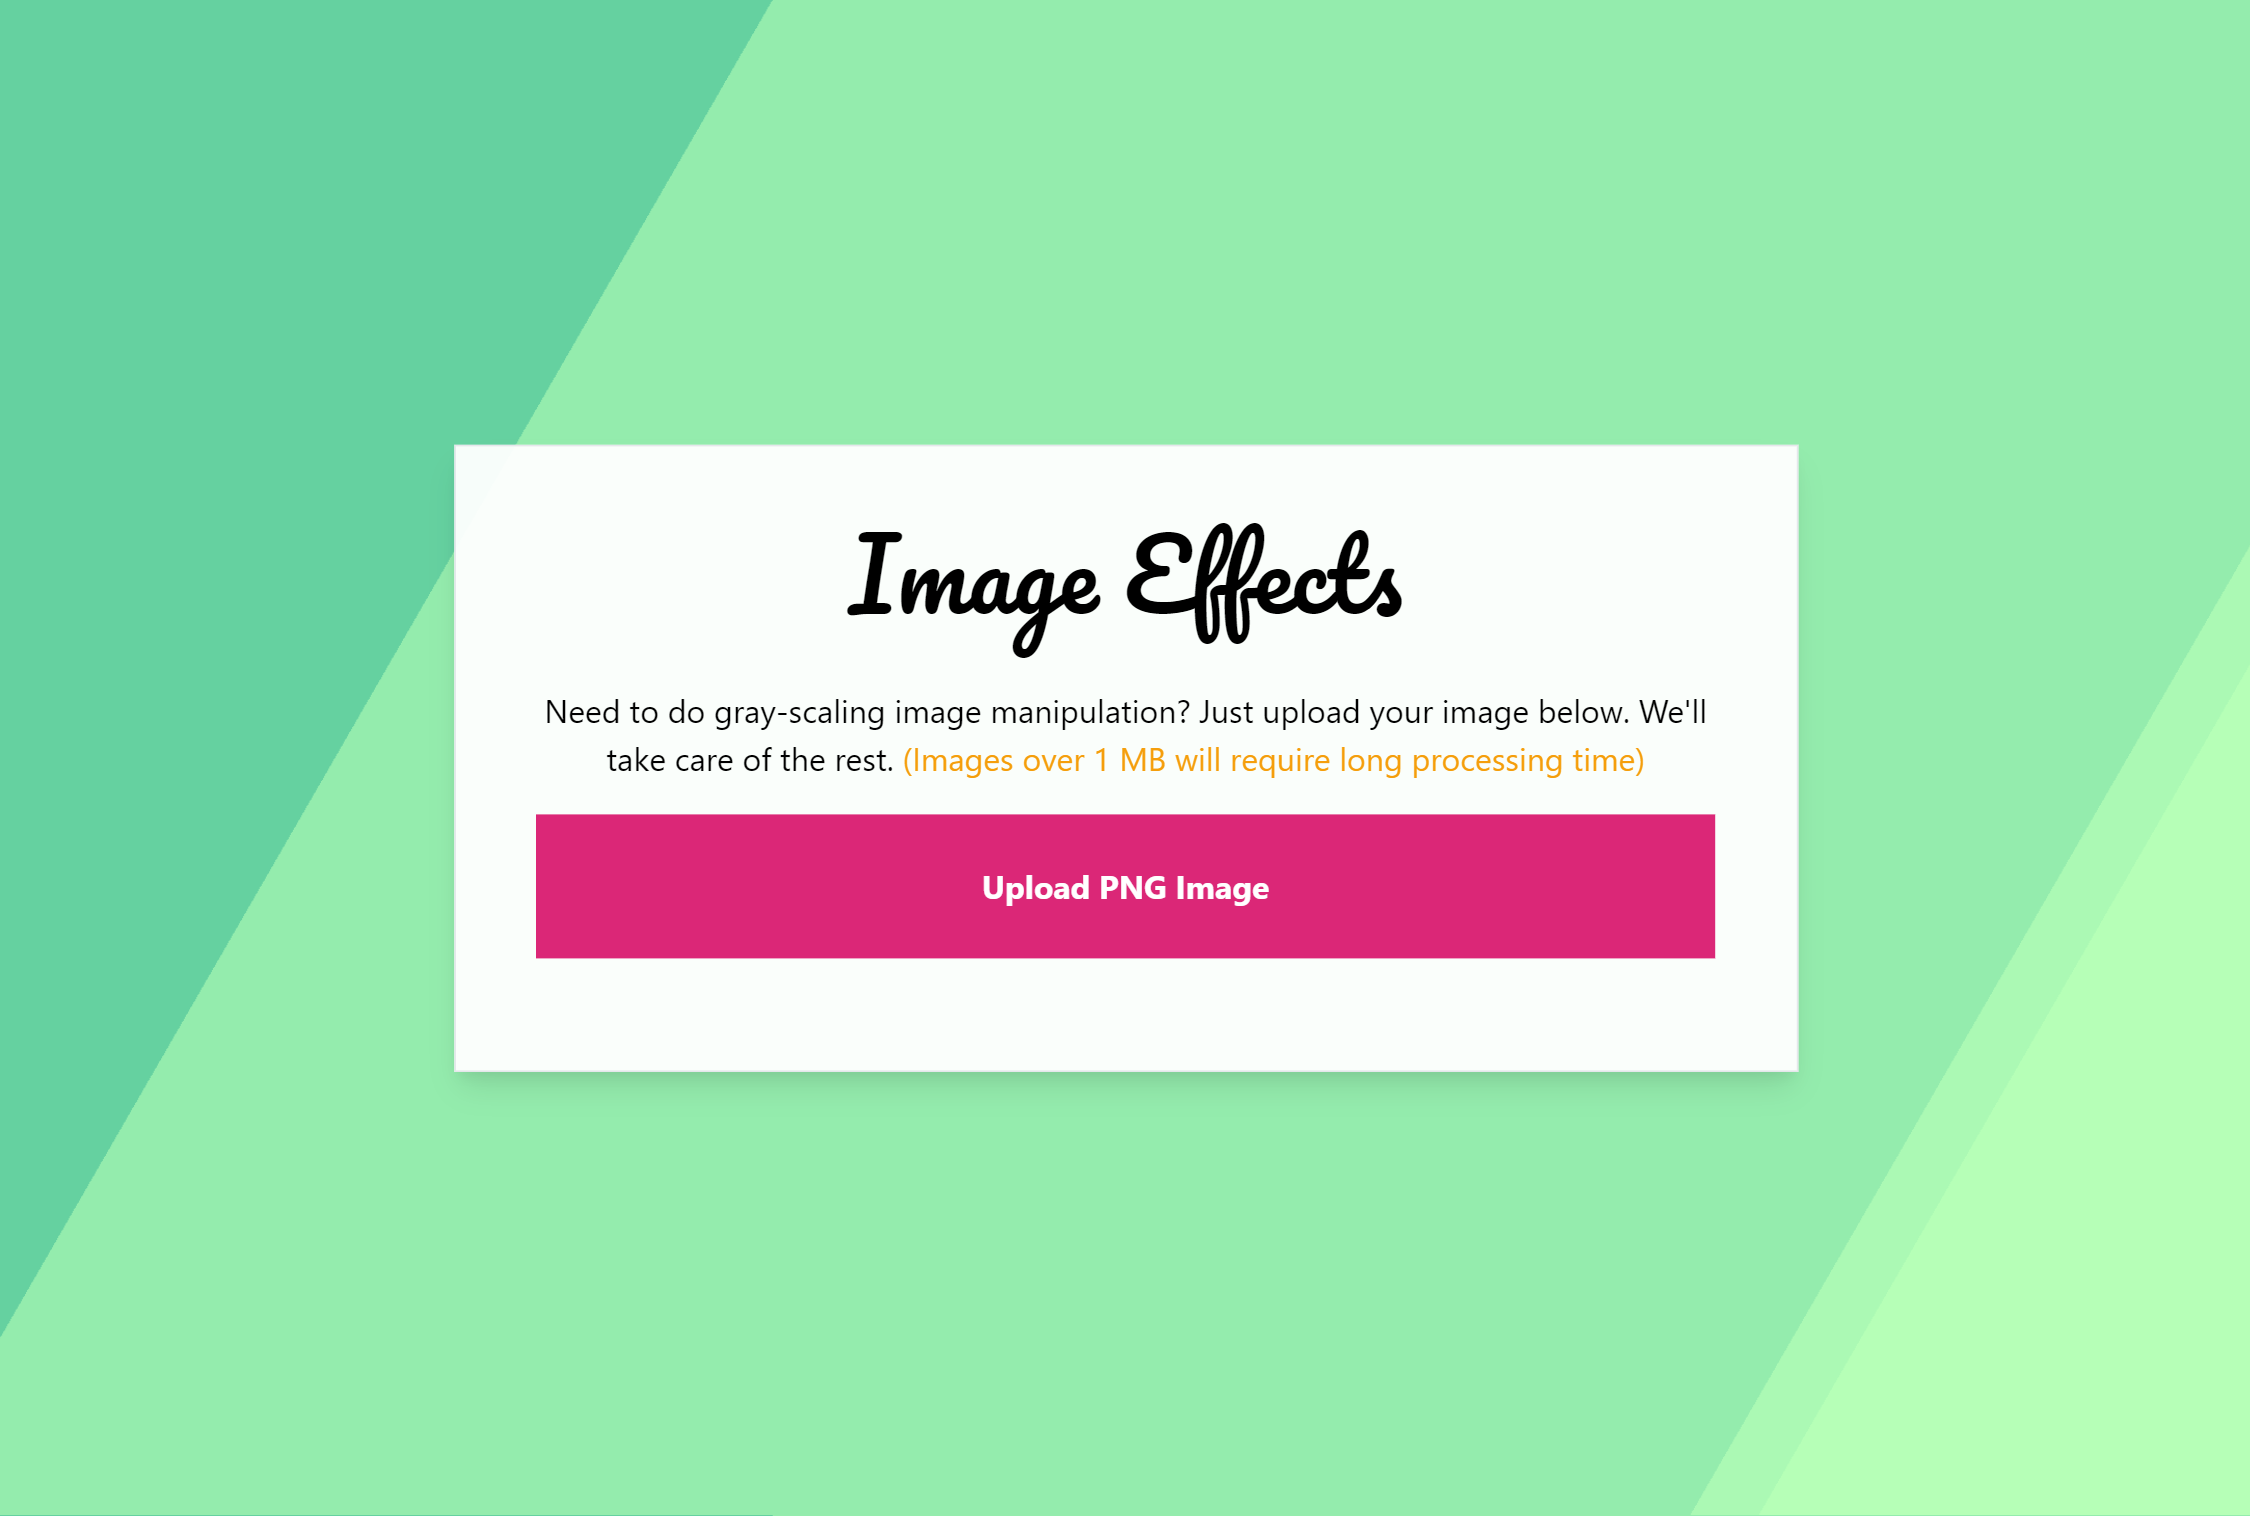 Image Effects
Need to do gray-scaling image manipulation? Just upload your image below. We'll
take care of the rest. (Images over 1 MB will require long processing time)
Upload PNG Image